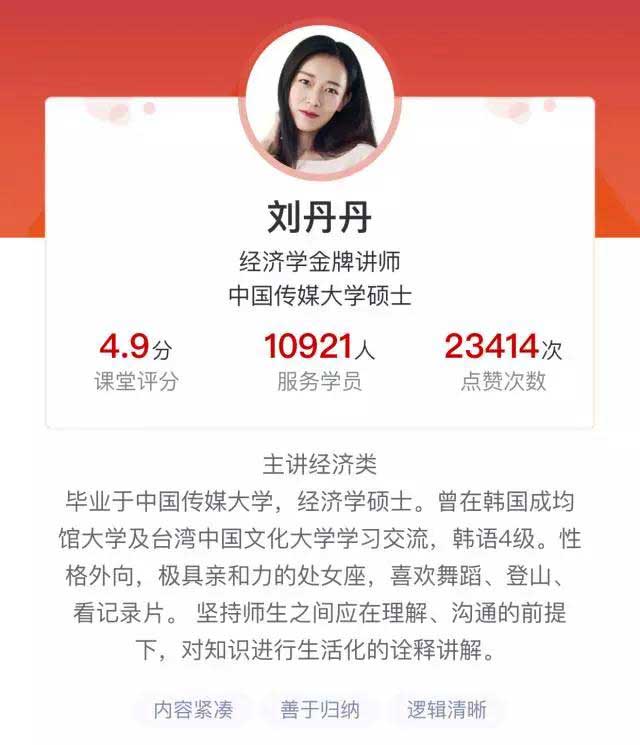 刘丹丹
经济学金牌讲师
中国传媒大学硕士
4.9分 10921人 23414次
课堂评分 服务学员 点赞次数
主讲经济类
毕业于中国传媒大学，经济学硕士。曾在韩国成均
馆大学及台湾中国文化大学学习交流，韩语4级。性
格外向，极具亲和力的处女座，喜欢舞蹈、登山、
看记录片。 坚持师生之间应在理解、沟通的前提
下，对知识进行生活化的诠释讲解。
内容紧凑 善于归纳 逻辑清晰